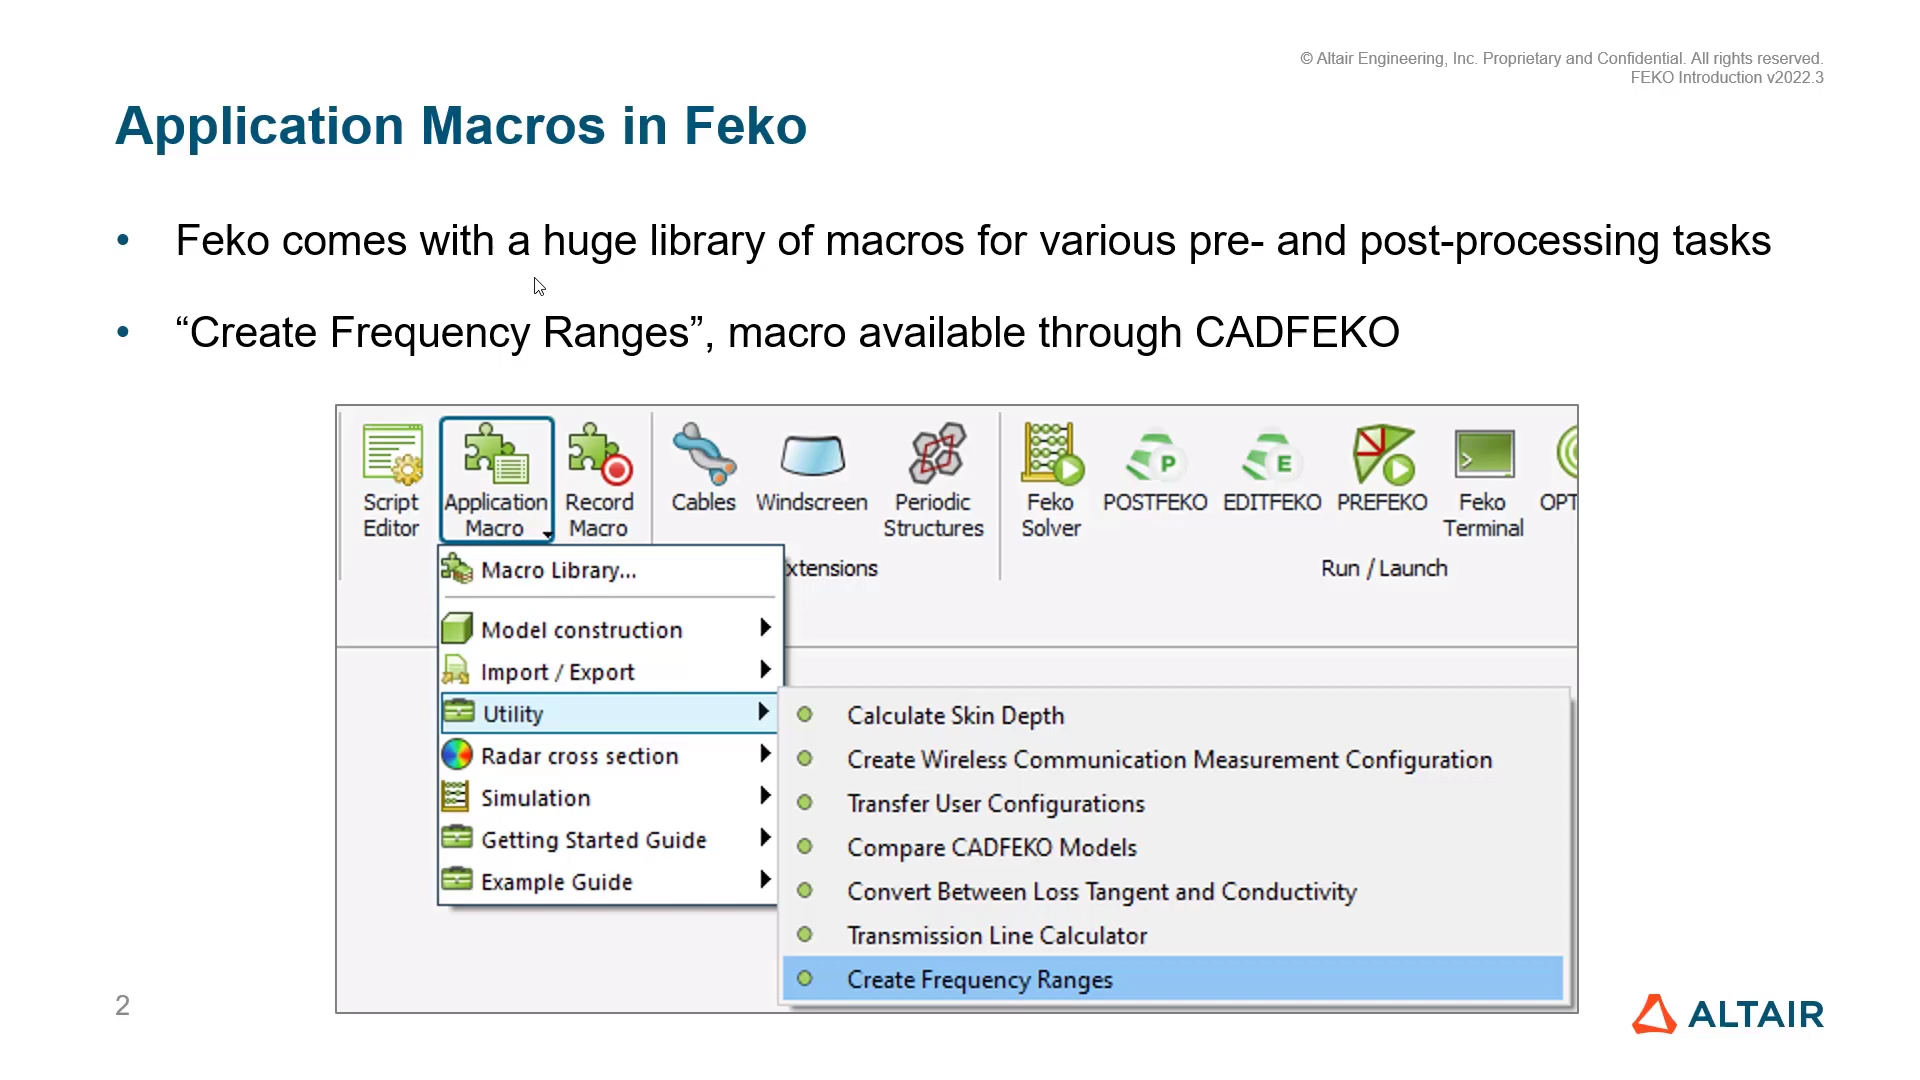 © Altair Engineering, Inc. Proprietary and Confidential. All rights reserved.
FEKO Introduction v2022.3
Application Macros in Feko
• Feko comes with a huge library of macros for various pre- and post-processing tasks
• “Create Frequency Ranges”, macro available through CADFEKO
Script Editor
Application Macro
Record Macro
Cables
Windscreen
Periodic Structures
Feko Solver
POSTFEKO
EDITFEKO
PREFEKO
Feko Terminal
OPT
xtensions
Run / Launch
Macro Library...
Model construction
Import / Export
Utility
Radar cross section
Simulation
Getting Started Guide
Example Guide
Calculate Skin Depth
Create Wireless Communication Measurement Configuration
Transfer User Configurations
Compare CADFEKO Models
Convert Between Loss Tangent and Conductivity
Transmission Line Calculator
Create Frequency Ranges
2
ALTAIR